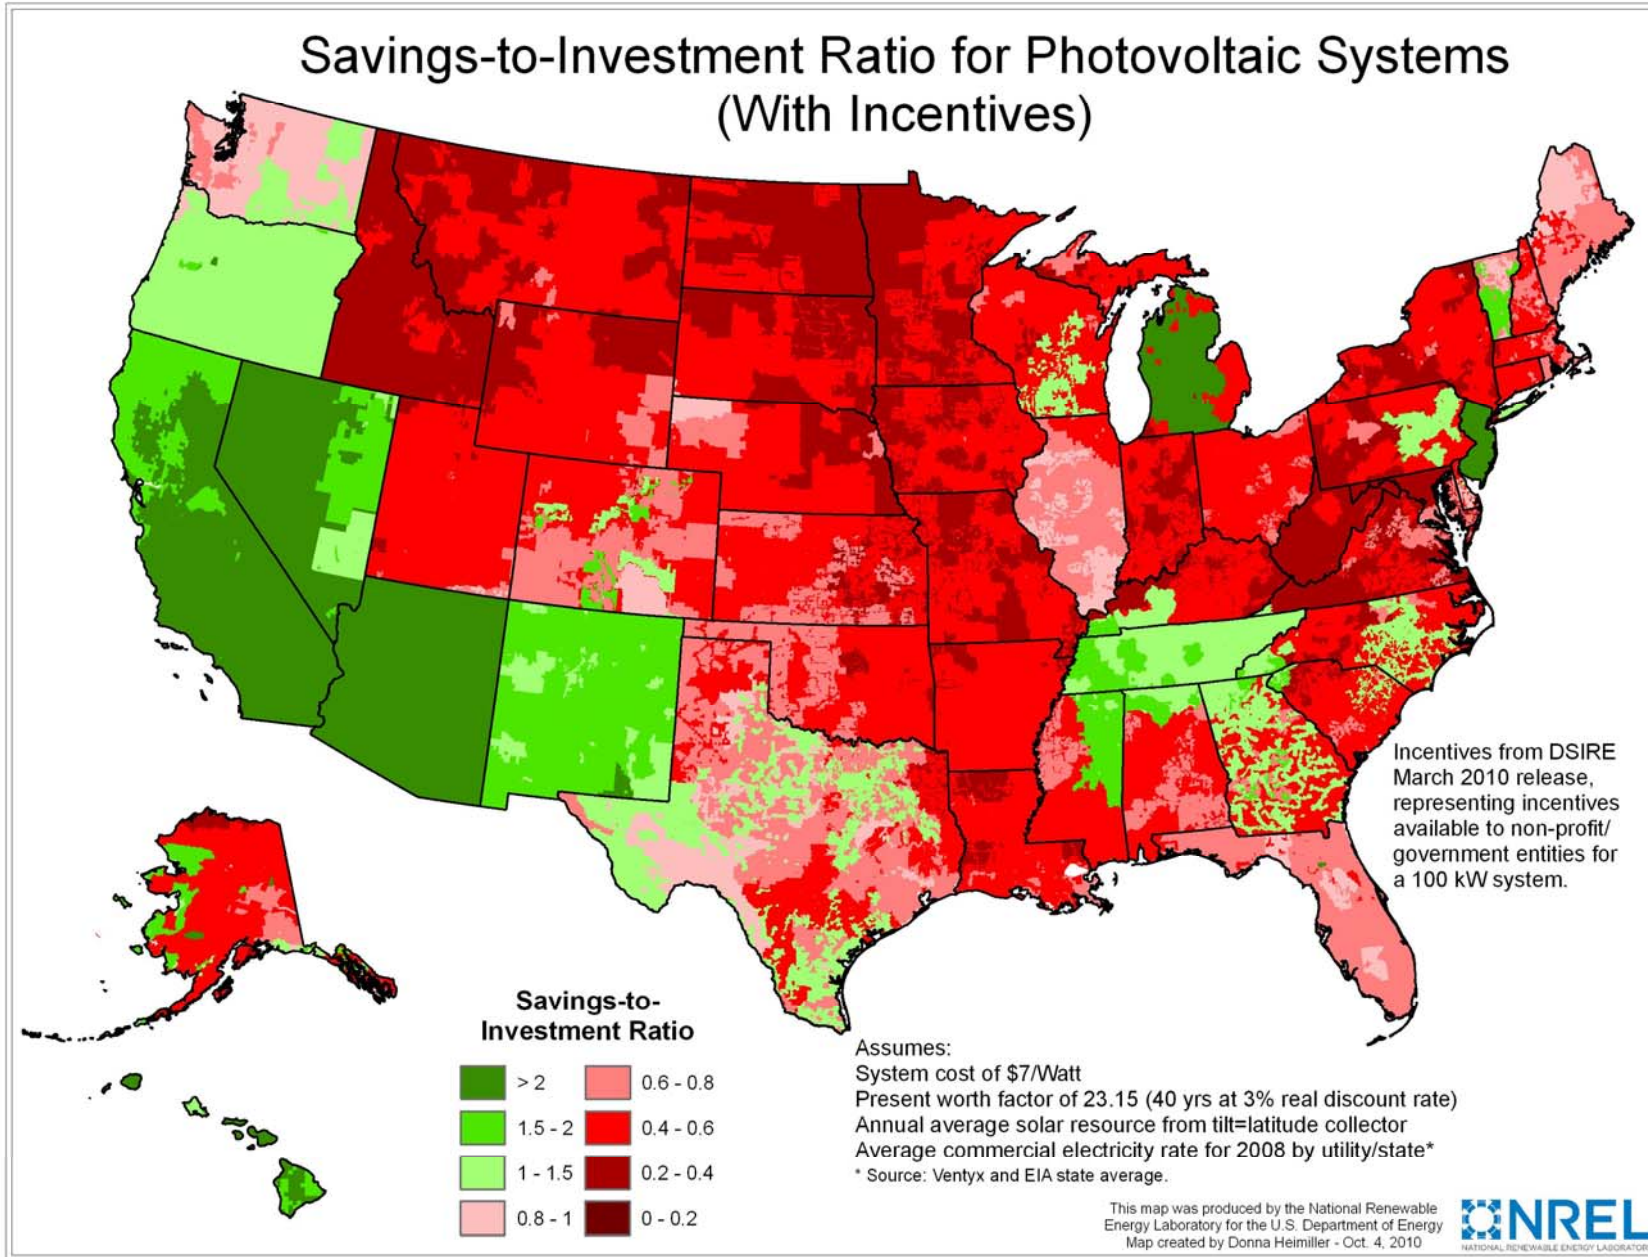 Savings-to-Investment Ratio for Photovoltaic Systems
(With Incentives)
Incentives from DSIRE
March 2010 release,
representing incentives
available to non-profit/
government entities for
a 100 kW system.
Savings-to-
Investment Ratio
> 2
0.6 - 0.8
1.5 - 2
0.4 - 0.6
1 - 1.5
0.2 - 0.4
0.8 - 1
0 - 0.2
Assumes:
System cost of $7/Watt
Present worth factor of 23.15 (40 yrs at 3% real discount rate)
Annual average solar resource from tilt=latitude collector
Average commercial electricity rate for 2008 by utility/state*
* Source: Ventyx and EIA state average.
This map was produced by the National Renewable
Energy Laboratory for the U.S. Department of Energy
Map created by Donna Heimiller - Oct. 4, 2010
NREL
NATIONAL RENEWABLE ENERGY LABORATOR